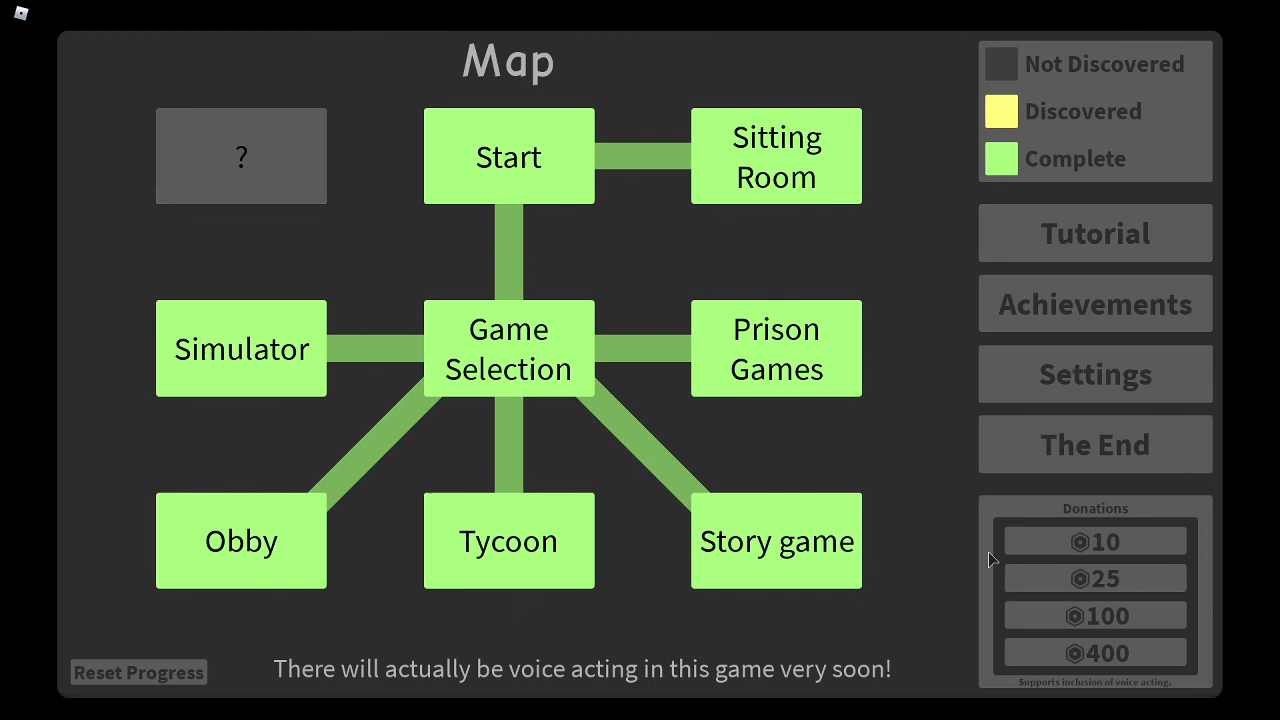 Map
?
Start
Sitting
Room
Simulator
Game
Selection
Prison
Games
Obby
Tycoon
Story game
Reset Progress
There will actually be voice acting in this game very soon!
Not Discovered
Discovered
Complete
Tutorial
Achievements
Settings
The End
Donations
10
25
100
400
Supports inclusion of voice acting.